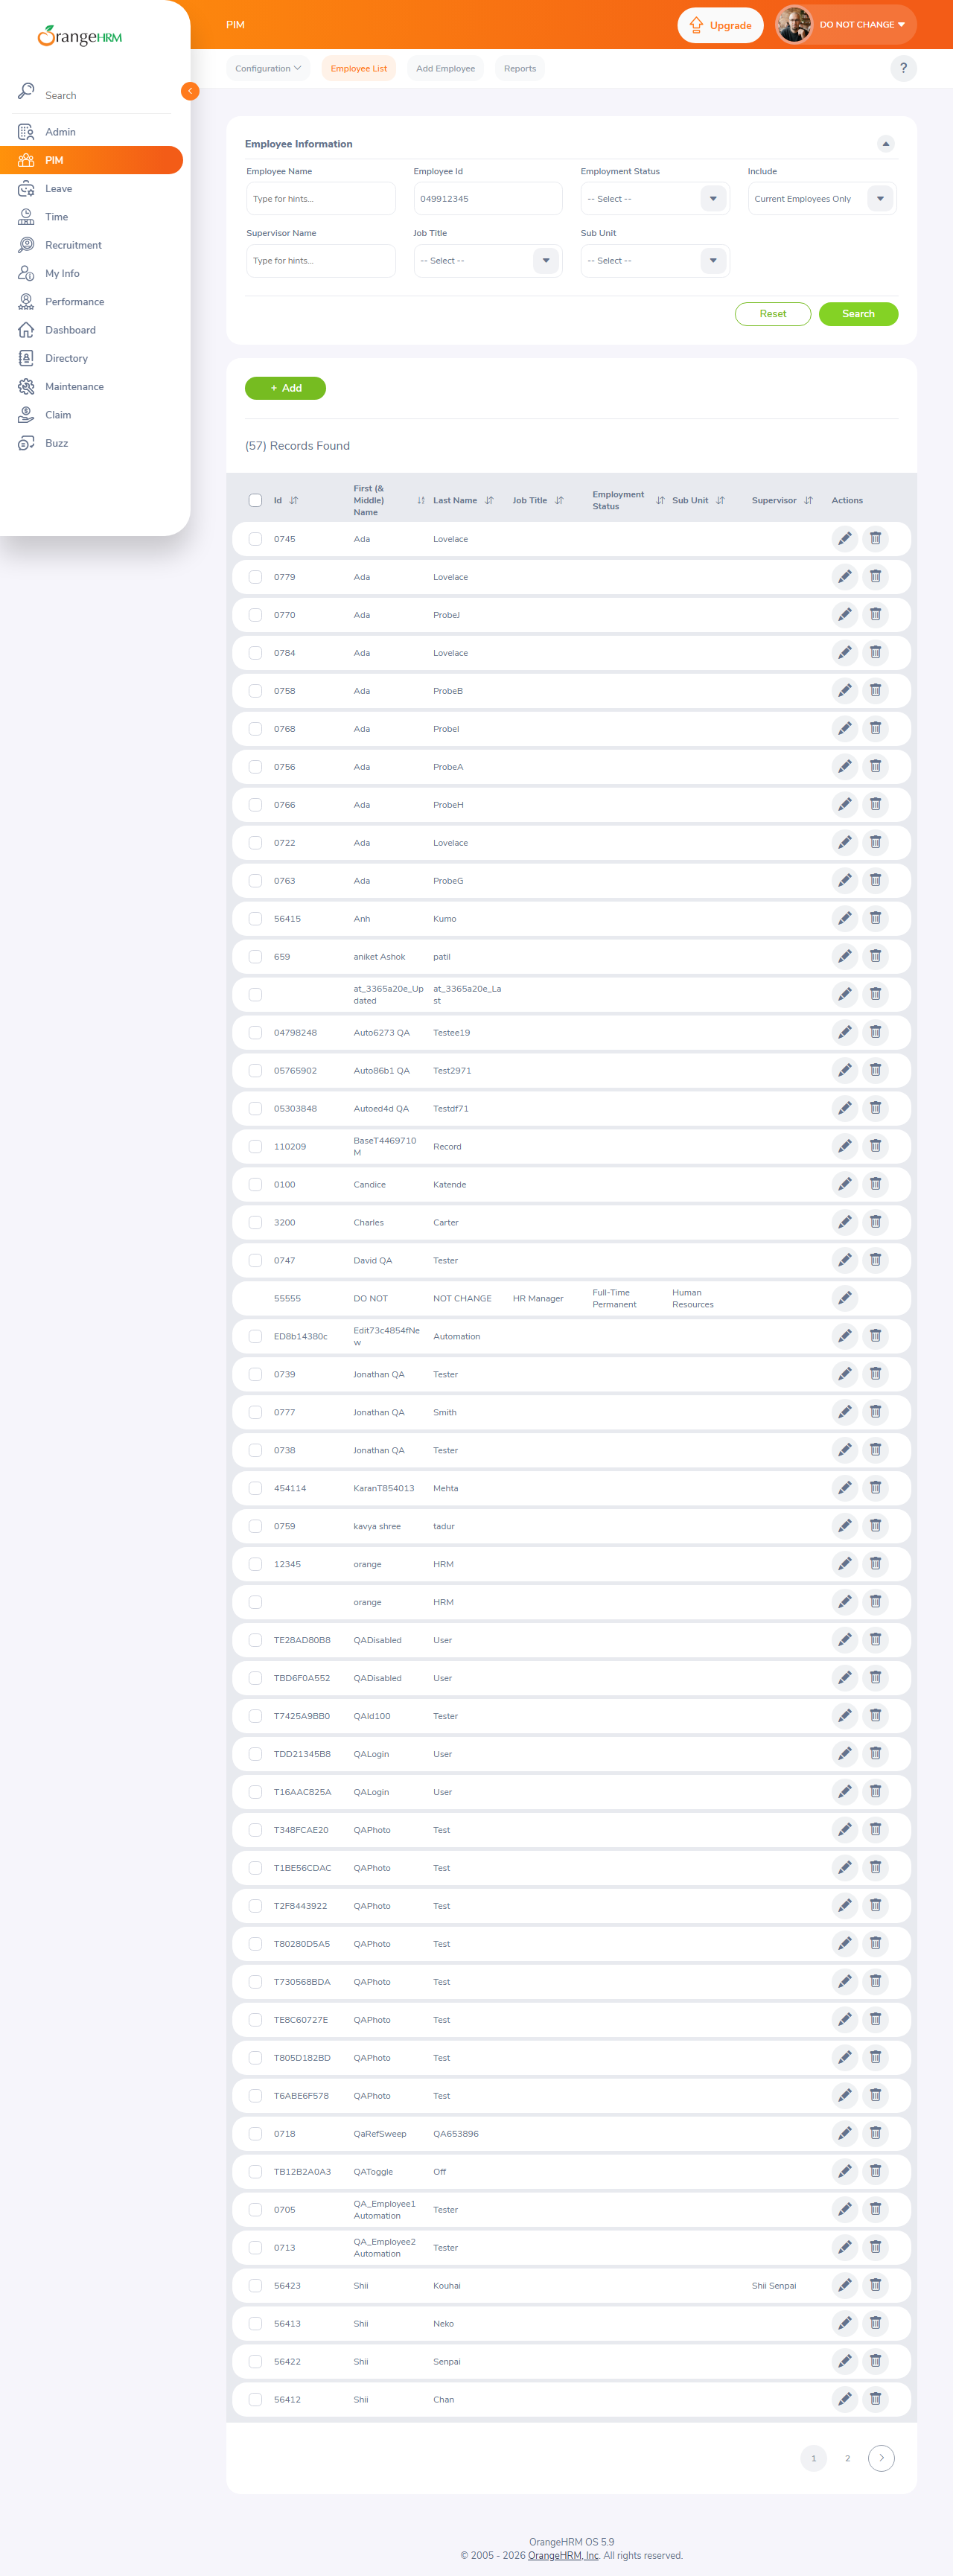 OrangeHRM
PIM
Upgrade
DO NOT CHANGE
Search
Configuration
Employee List
Add Employee
Reports
?
Admin
PIM
Leave
Time
Recruitment
My Info
Performance
Dashboard
Directory
Maintenance
Claim
Buzz
Employee Information
Employee Name Employee Id Employment Status Include
Type for hints... 049912345 -- Select -- Current Employees Only
Supervisor Name Job Title Sub Unit
Type for hints... -- Select -- -- Select --
Reset Search
+ Add
(57) Records Found
Id First (& Middle) Name Last Name Job Title Employment Status Sub Unit Supervisor Actions
0745 Ada Lovelace
0779 Ada Lovelace
0770 Ada ProbeJ
0784 Ada Lovelace
0758 Ada ProbeB
0768 Ada ProbeI
0756 Ada ProbeA
0766 Ada ProbeH
0722 Ada Lovelace
0763 Ada ProbeG
56415 Anh Kumo
659 aniket Ashok patil
at_3365a20e_Updated at_3365a20e_Last
04798248 Auto6273 QA Testee19
05765902 Auto86b1 QA Test2971
05303848 Autoed4d QA Testdf71
110209 BaseT4469710 M Record
0100 Candice Katende
3200 Charles Carter
0747 David QA Tester
55555 DO NOT NOT CHANGE HR Manager Full-Time Permanent Human Resources
ED8b14380c Edit73c4854fNew Automation
0739 Jonathan QA Tester
0777 Jonathan QA Smith
0738 Jonathan QA Tester
454114 KaranT854013 Mehta
0759 kavya shree tadur
12345 orange HRM
orange HRM
TE28AD80B8 QADisabled User
TBD6F0A552 QADisabled User
T7425A9BB0 QAId100 Tester
TDD21345B8 QALogin User
T16AAC825A QALogin User
T348FCAE20 QAPhoto Test
T1BE56CDAC QAPhoto Test
T2F8443922 QAPhoto Test
T80280D5A5 QAPhoto Test
T730568BDA QAPhoto Test
TE8C60727E QAPhoto Test
T805D182BD QAPhoto Test
T6ABE6F578 QAPhoto Test
0718 QaRefSweep QA653896
TB12B2A0A3 QAToggle Off
0705 QA_Employee1 Automation Tester
0713 QA_Employee2 Automation Tester
56423 Shii Kouhai Shii Senpai
56413 Shii Neko
56422 Shii Senpai
56412 Shii Chan
1 2
OrangeHRM OS 5.9
© 2005 - 2026 OrangeHRM, Inc. All rights reserved.